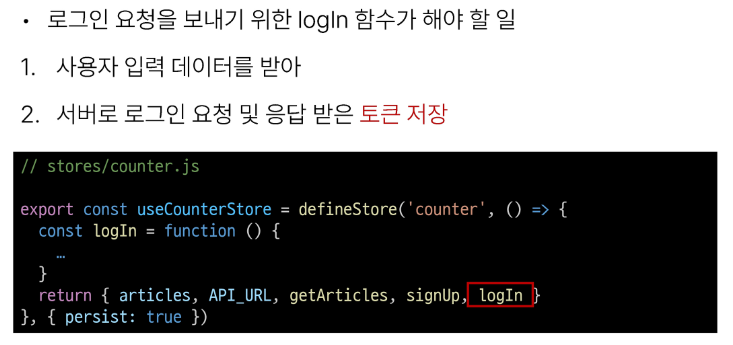 • 로그인 요청을 보내기 위한 logIn 함수가 해야 할 일
1. 사용자 입력 데이터를 받아
2. 서버로 로그인 요청 및 응답 받은 토큰 저장
// stores/counter.js
export const useCounterStore = defineStore('counter', () => {
const logIn = function () {
…
}
return { articles, API_URL, getArticles, signUp, logIn }
}, { persist: true })